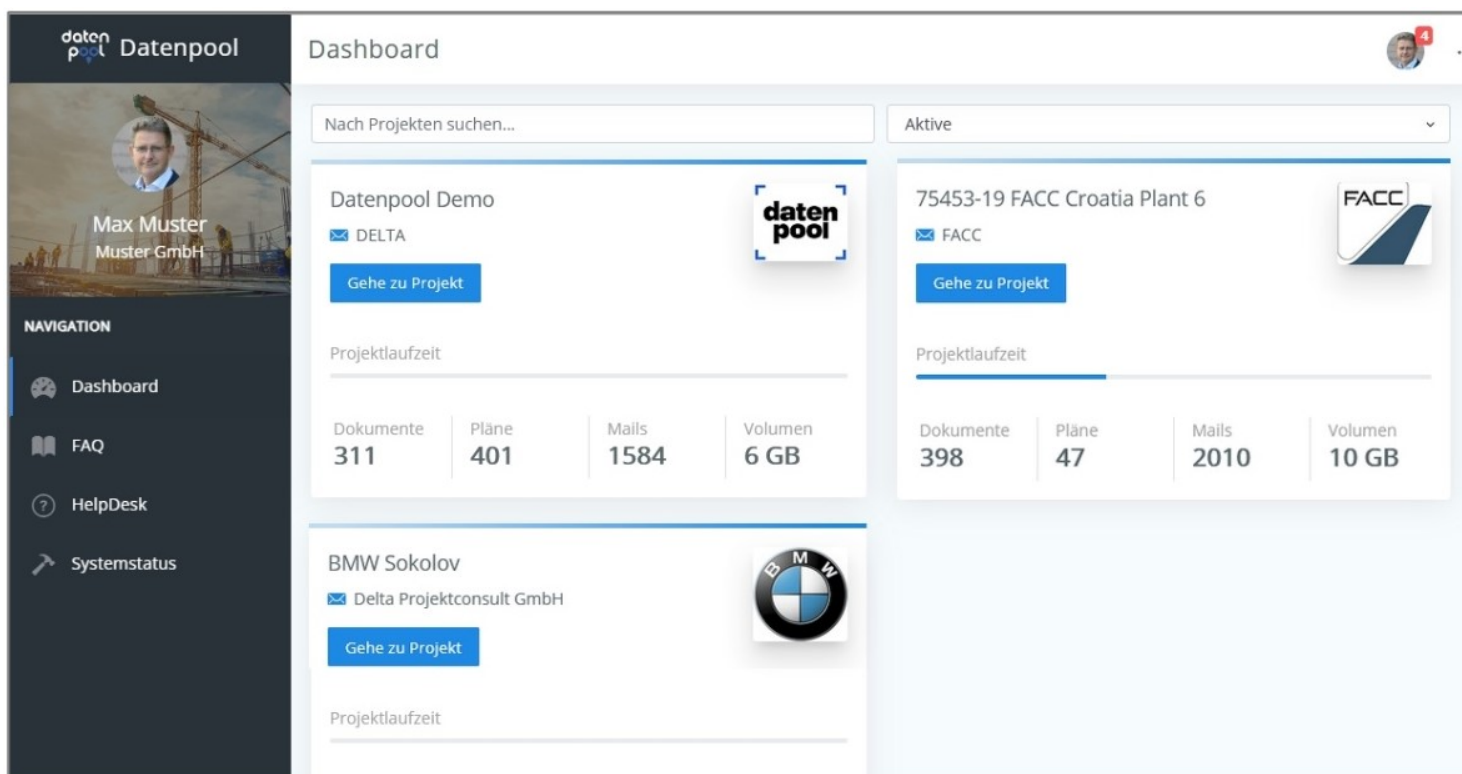 daten
pool
Datenpool
Dashboard
4
Max Muster
Muster GmbH
NAVIGATION
Dashboard
FAQ
HelpDesk
Systemstatus
Nach Projekten suchen...
Aktive
Datenpool Demo
daten
pool
DELTA
Gehe zu Projekt
Projektlaufzeit
Dokumente Pläne Mails Volumen
311 401 1584 6 GB
75453-19 FACC Croatia Plant 6
FACC
FACC
Gehe zu Projekt
Projektlaufzeit
Dokumente Pläne Mails Volumen
398 47 2010 10 GB
BMW Sokolov
BMW
Delta Projektconsult GmbH
Gehe zu Projekt
Projektlaufzeit